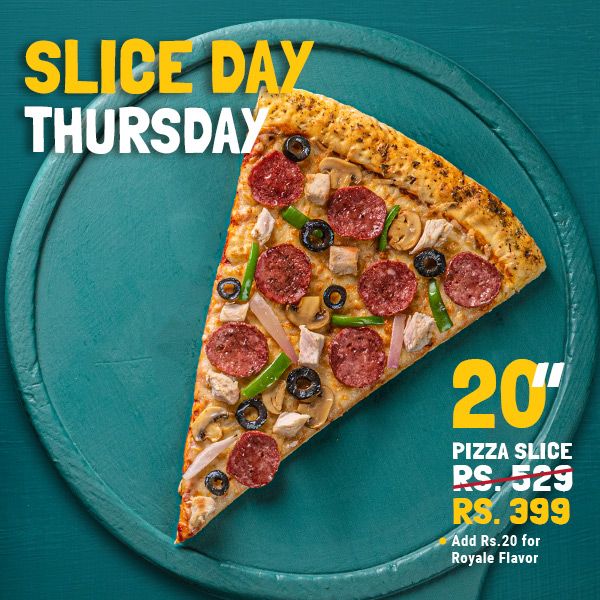 SLICE DAY
THURSDAY
20"
PIZZA SLICE
RS. 529
RS. 399
Add Rs.20 for
Royale Flavor